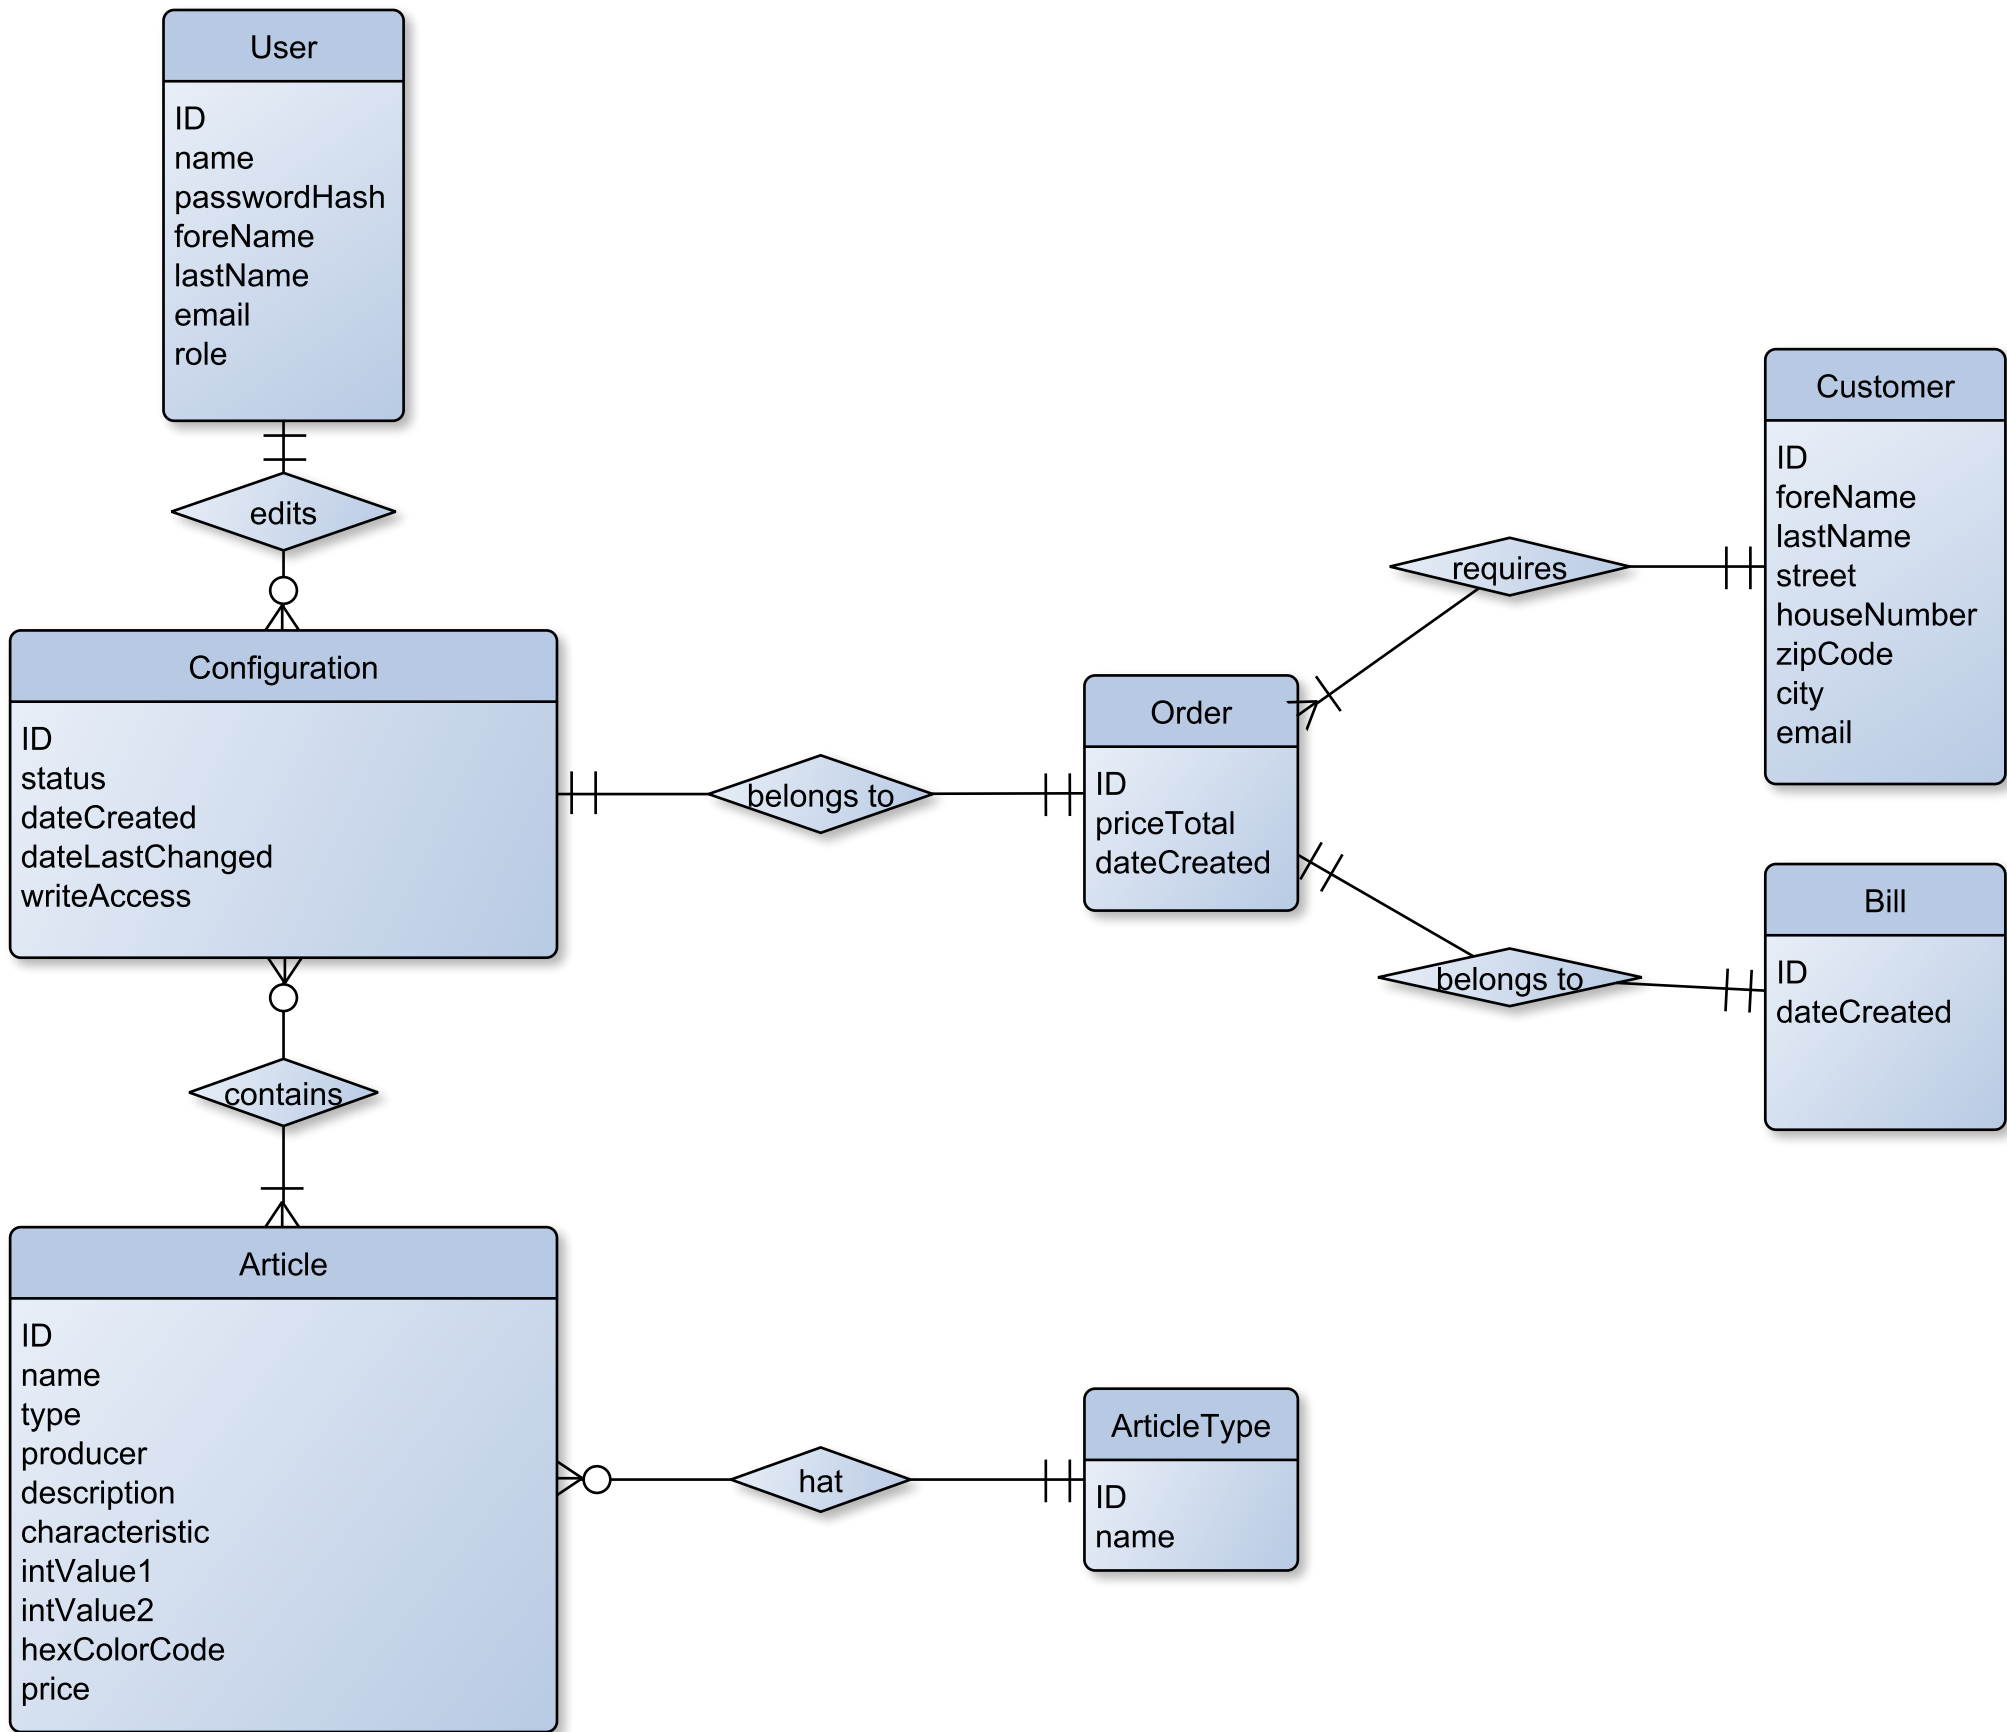 User
ID
name
passwordHash
foreName
lastName
email
role
edits
Configuration
ID
status
dateCreated
dateLastChanged
writeAccess
belongs to
Order
ID
priceTotal
dateCreated
requires
Customer
ID
foreName
lastName
street
houseNumber
zipCode
city
email
belongs to
Bill
ID
dateCreated
contains
Article
ID
name
type
producer
description
characteristic
intValue1
intValue2
hexColorCode
price
hat
ArticleType
ID
name